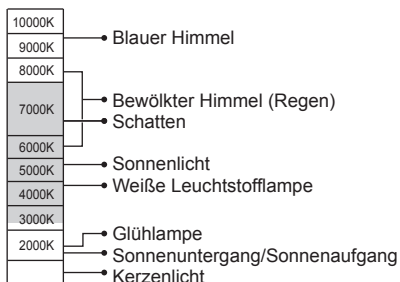 10000K
Blauer Himmel
9000K
8000K
Bewölkter Himmel (Regen)
7000K
Schatten
6000K
Sonnenlicht
5000K
Weiße Leuchtstofflampe
4000K
3000K
Glühlampe
2000K
Sonnenuntergang/Sonnenaufgang
Kerzenlicht